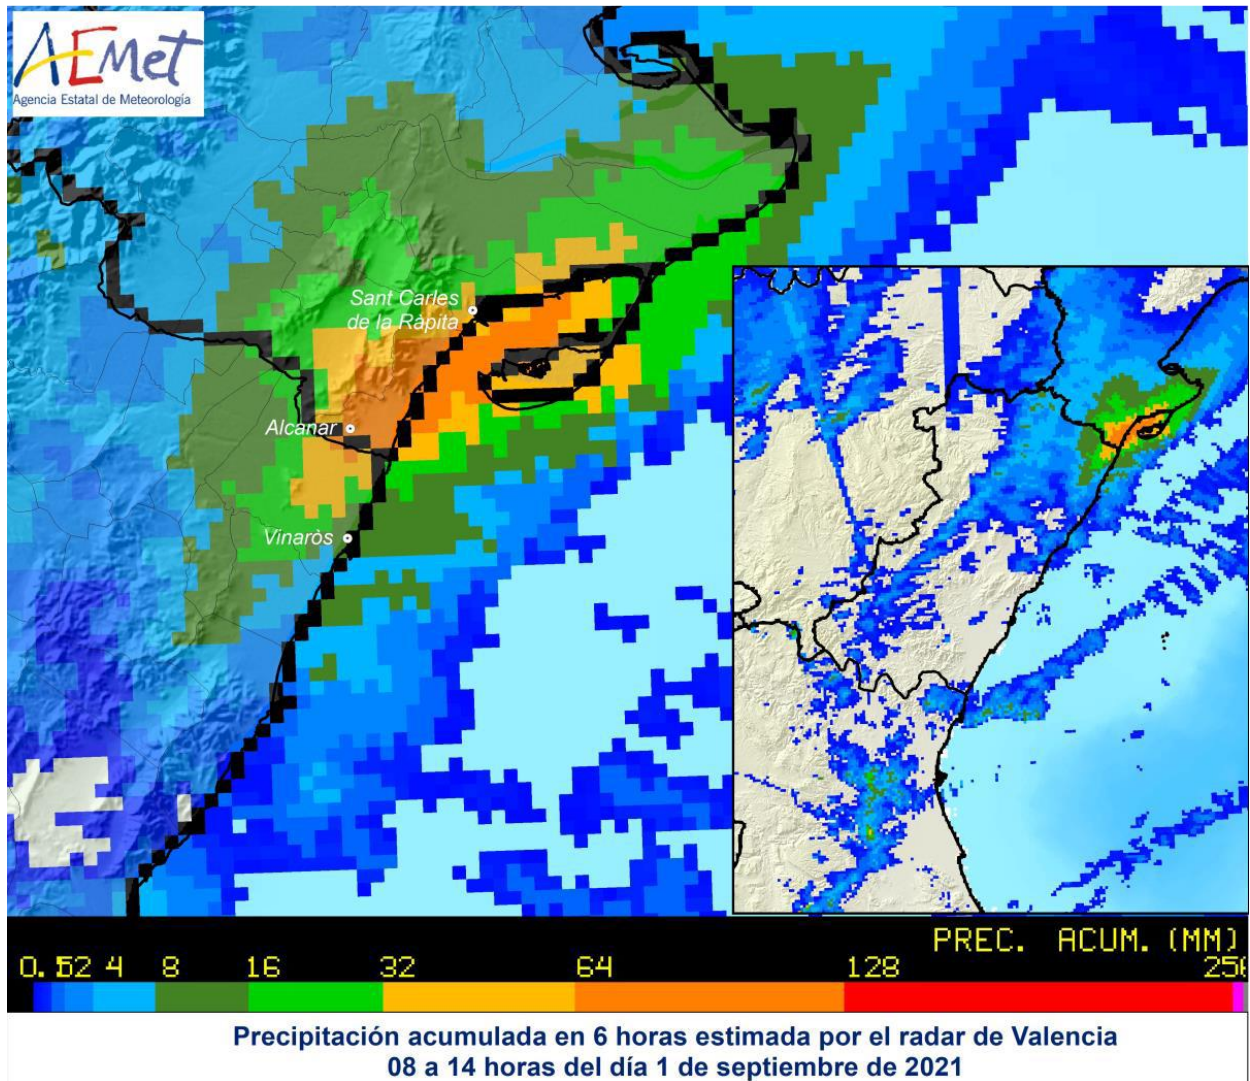 AEMet
Agencia Estatal de Meteorología
Sant Carles
de la Ràpita
Alcanar
Vinaròs
PREC. ACUM. (MM)
4 8 16 32 64 128
Precipitación acumulada en 6 horas estimada por el radar de Valencia
08 a 14 horas del día 1 de septiembre de 2021